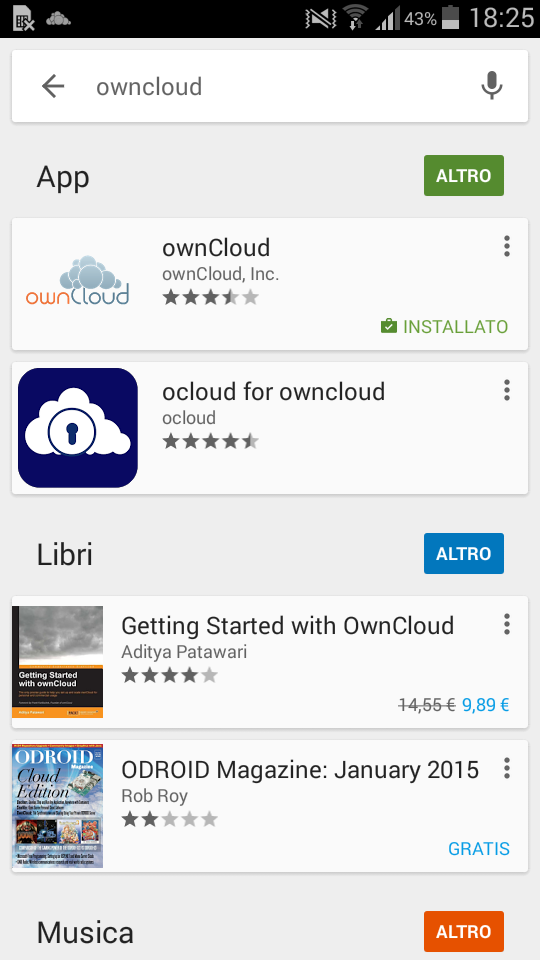 43% 18:25
owncloud
App
ALTRO
ownCloud
ownCloud
ownCloud, Inc.
INSTALLATO
ocloud for owncloud
ocloud
Libri
ALTRO
Getting Started
with ownCloud
Getting Started with OwnCloud
Aditya Patawari
14,55 € 9,89 €
ODROID
Magazine
Cloud
Edition
ODROID Magazine: January 2015
Rob Roy
GRATIS
Musica
ALTRO